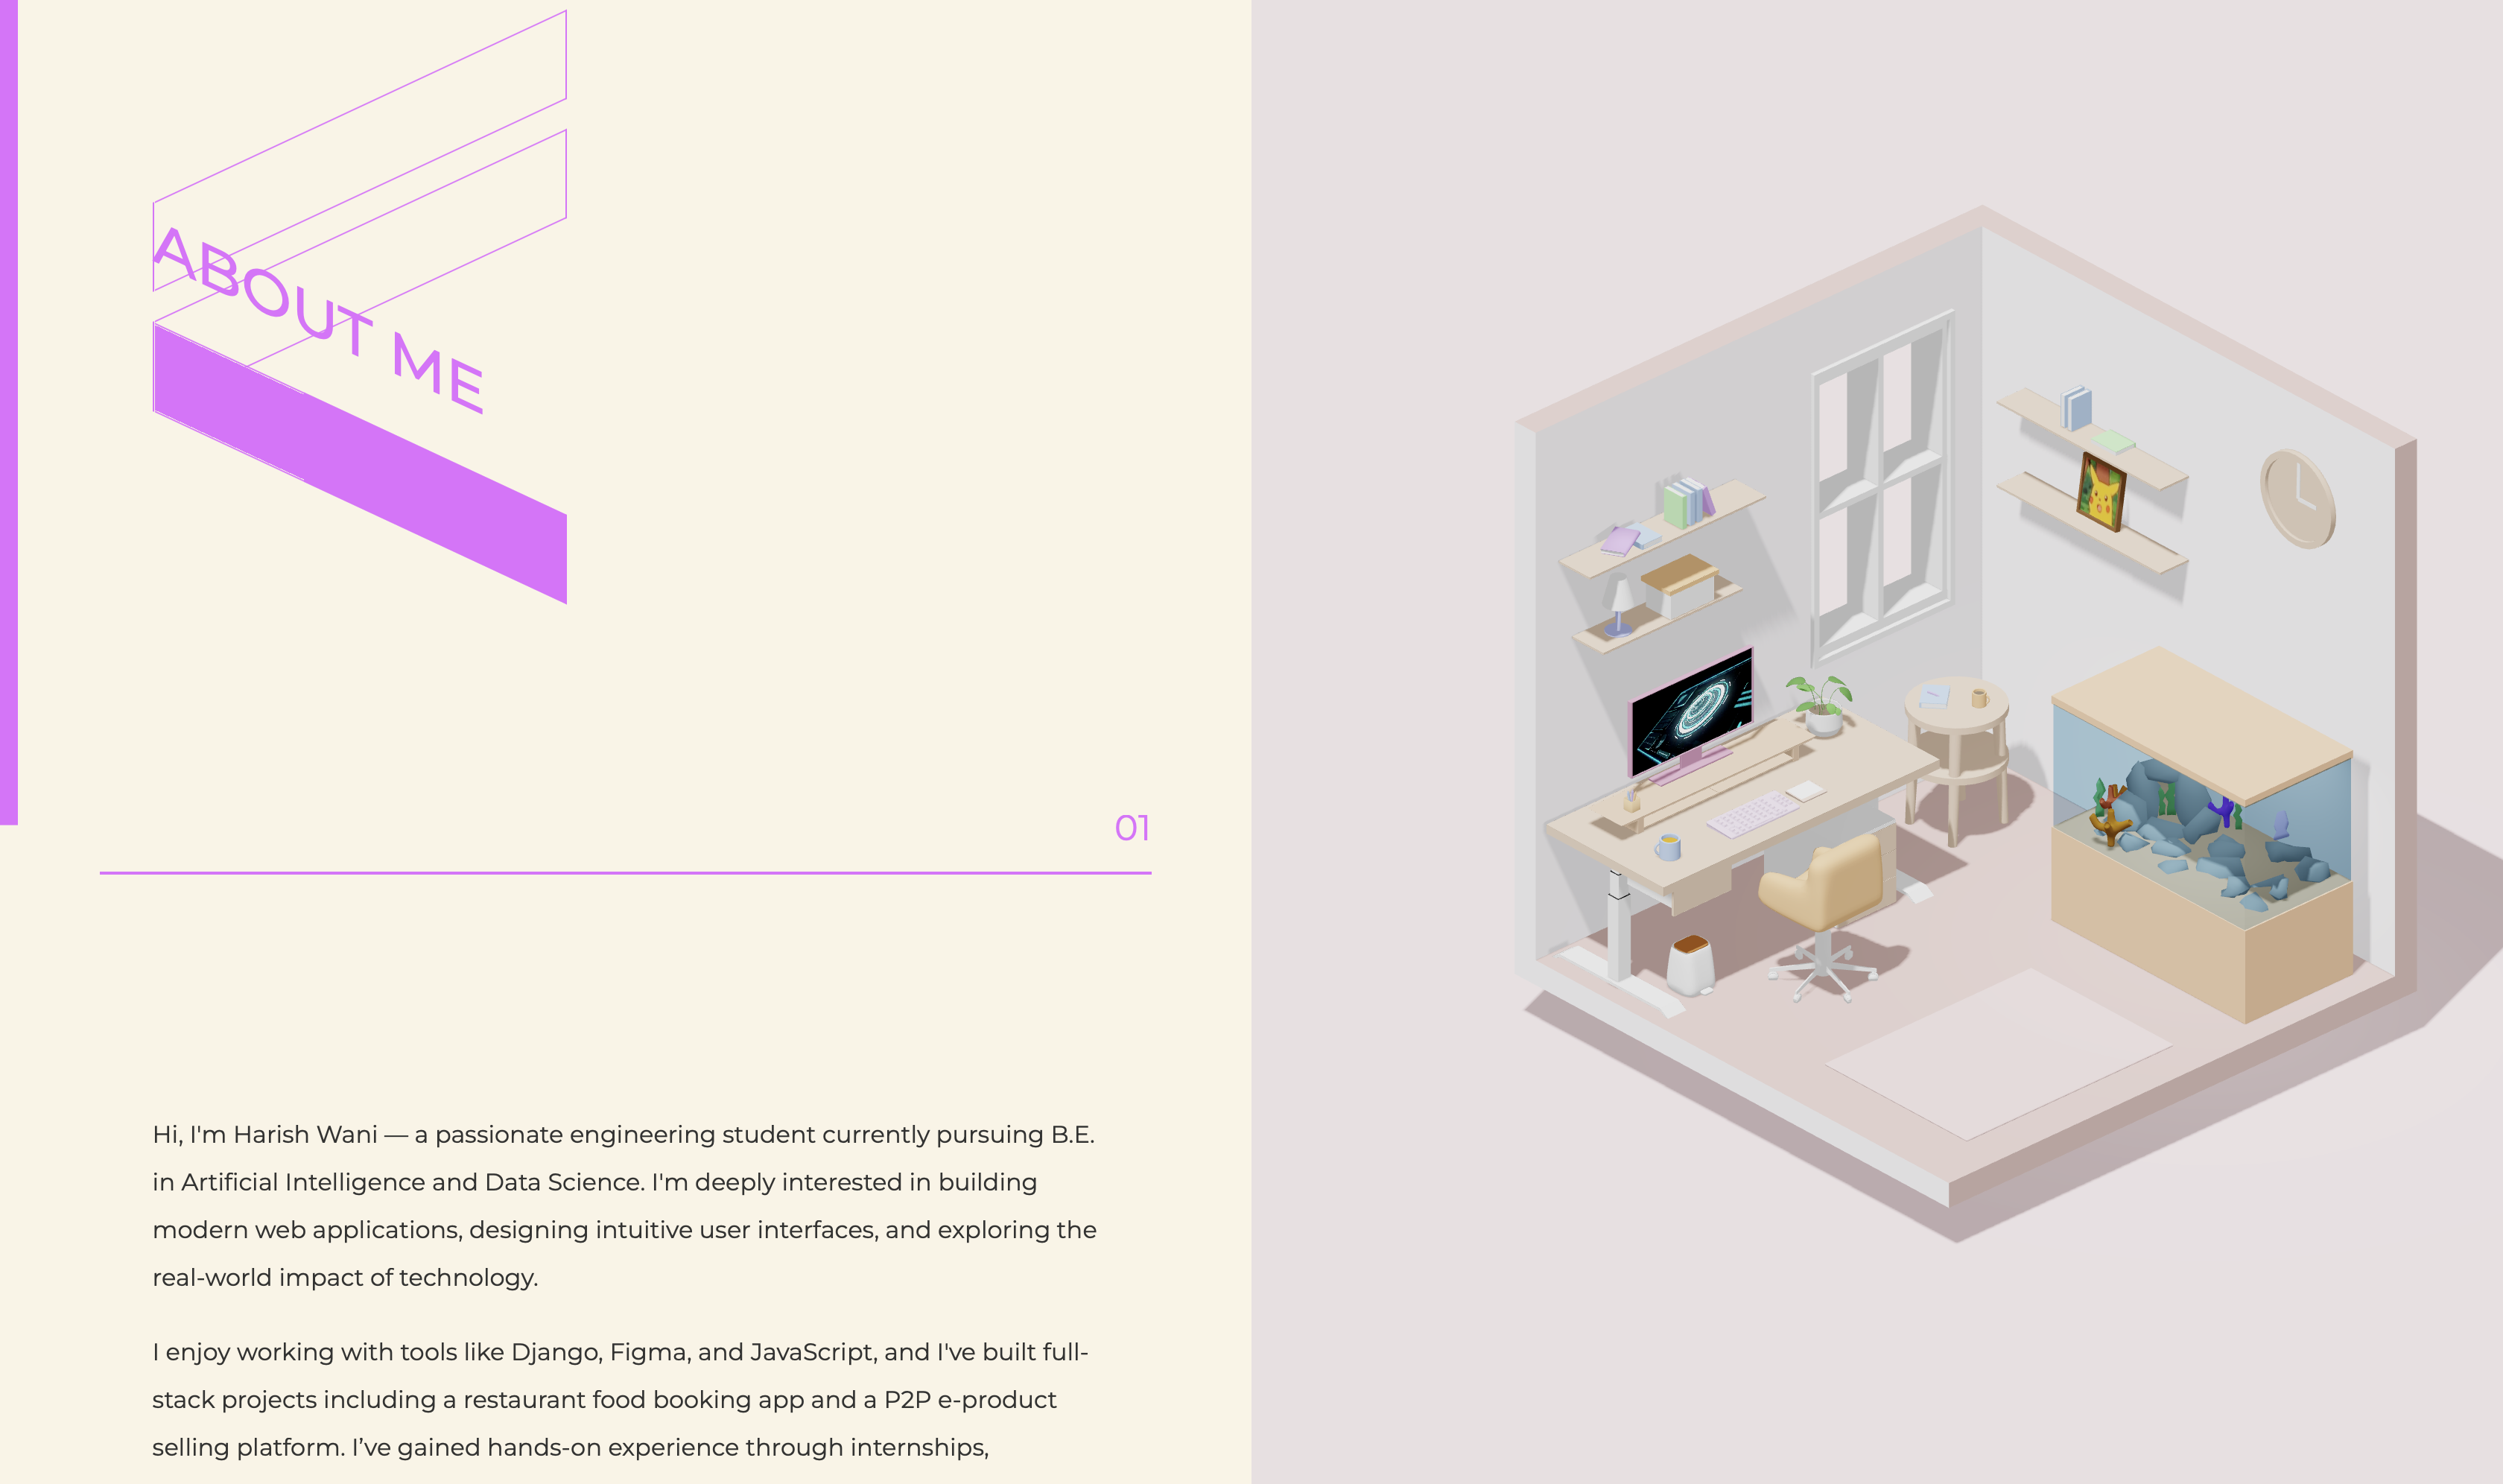 ABOUT ME
01
Hi, I'm Harish Wani — a passionate engineering student currently pursuing B.E.
in Artificial Intelligence and Data Science. I'm deeply interested in building
modern web applications, designing intuitive user interfaces, and exploring the
real-world impact of technology.
I enjoy working with tools like Django, Figma, and JavaScript, and I've built full-
stack projects including a restaurant food booking app and a P2P e-product
selling platform. I’ve gained hands-on experience through internships,